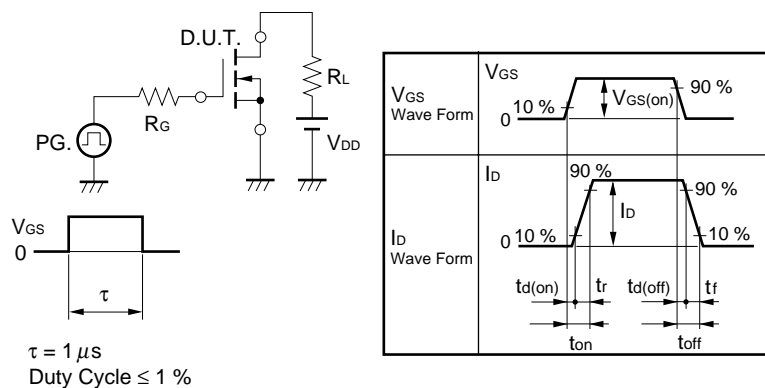 D.U.T.
RL
RG
PG.
VDD
VGS
0
τ
τ = 1 μs
Duty Cycle ≤ 1 %
VGS
Wave Form
VGS
10 %
0
VGS(on)
90 %
ID
Wave Form
ID
90 %
90 %
ID
0
10 %
10 %
td(on)
tr
td(off)
tf
ton
toff